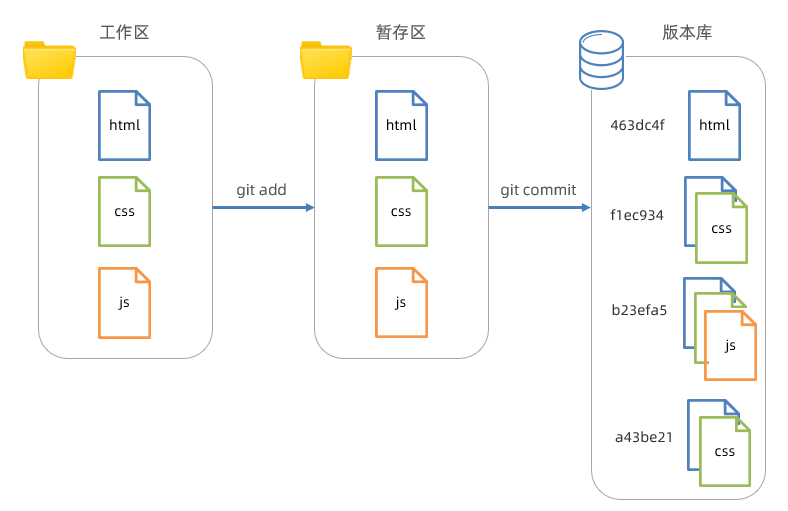 工作区
暂存区
版本库
html
css
js
git add
html
css
js
git commit
463dc4f
html
f1ec934
css
b23efa5
js
a43be21
css